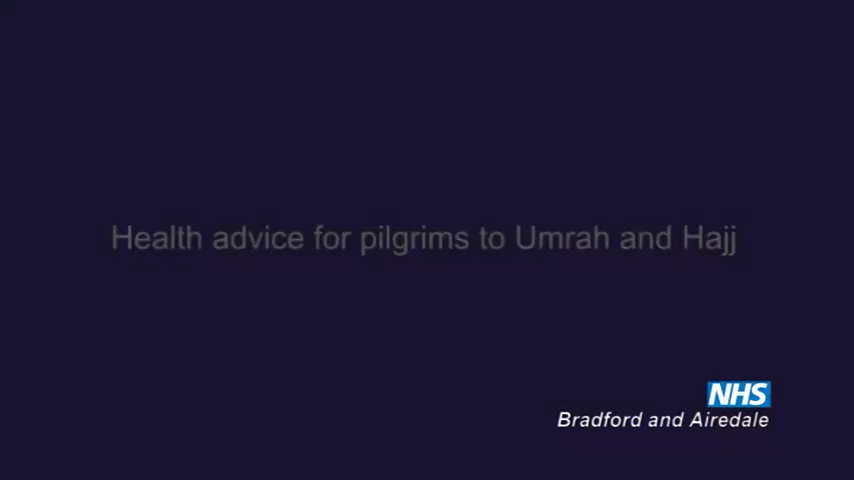 Health advice for pilgrims to Umrah and Hajj
NHS
Bradford and Airedale